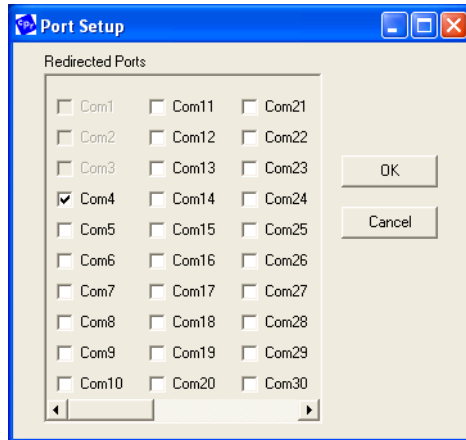 CPr Port Setup
Redirected Ports
Com1 Com11 Com21
Com2 Com12 Com22
Com3 Com13 Com23
Com4 Com14 Com24
Com5 Com15 Com25
Com6 Com16 Com26
Com7 Com17 Com27
Com8 Com18 Com28
Com9 Com19 Com29
Com10 Com20 Com30
OK
Cancel